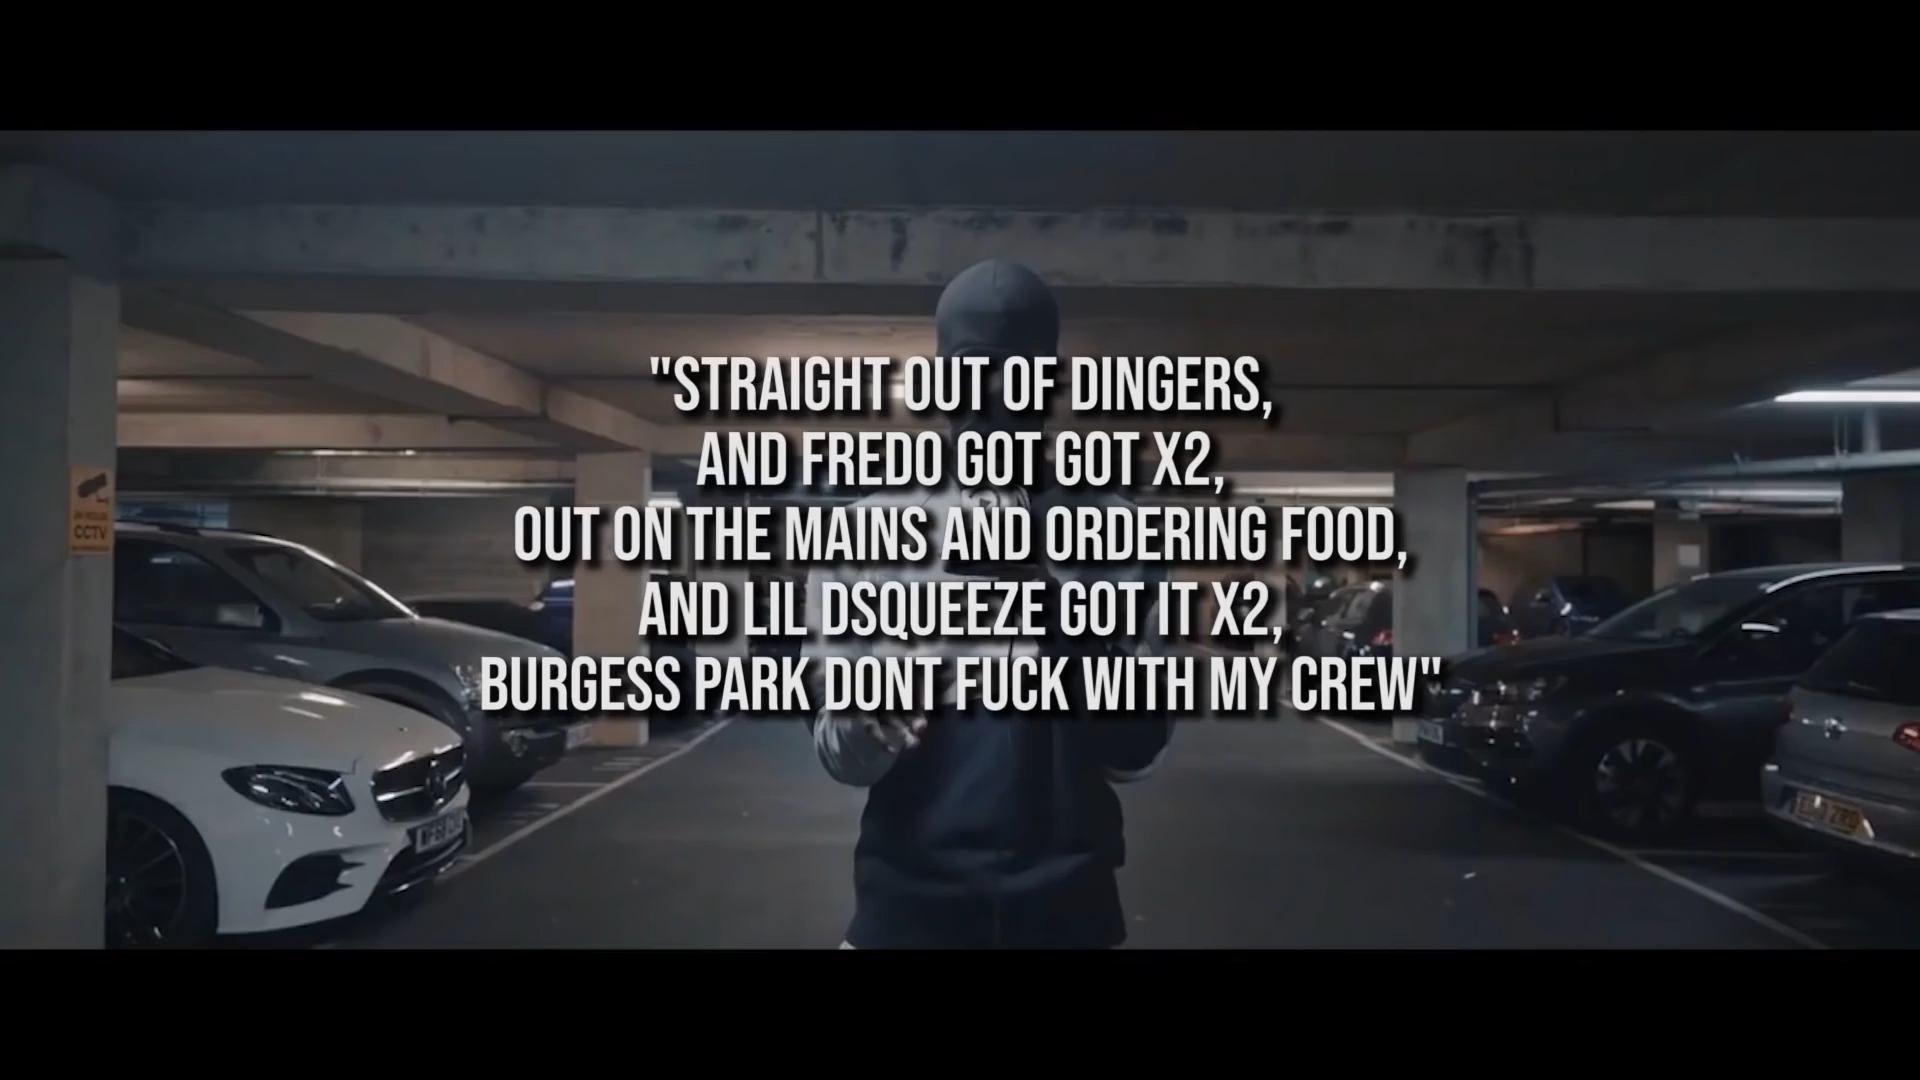 "STRAIGHT OUT OF DINGERS,
AND FREDO GOT GOT X2,
OUT ON THE MAINS AND ORDERING FOOD,
AND LIL DSQUEEZE GOT IT X2,
BURGESS PARK DONT FUCK WITH MY CREW"
CCTV